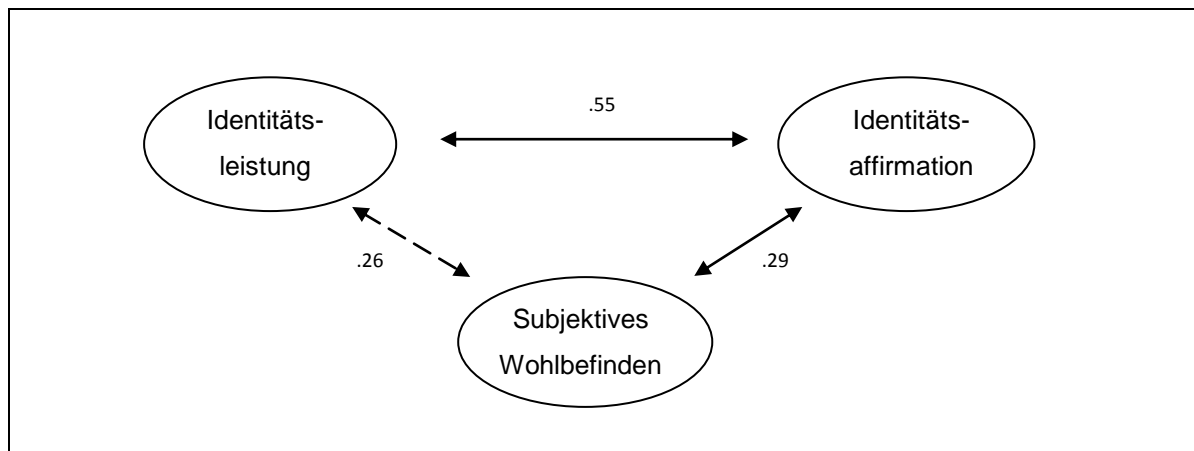 Identitäts-
leistung
.55
Identitäts-
affirmation
.26
.29
Subjektives
Wohlbefinden